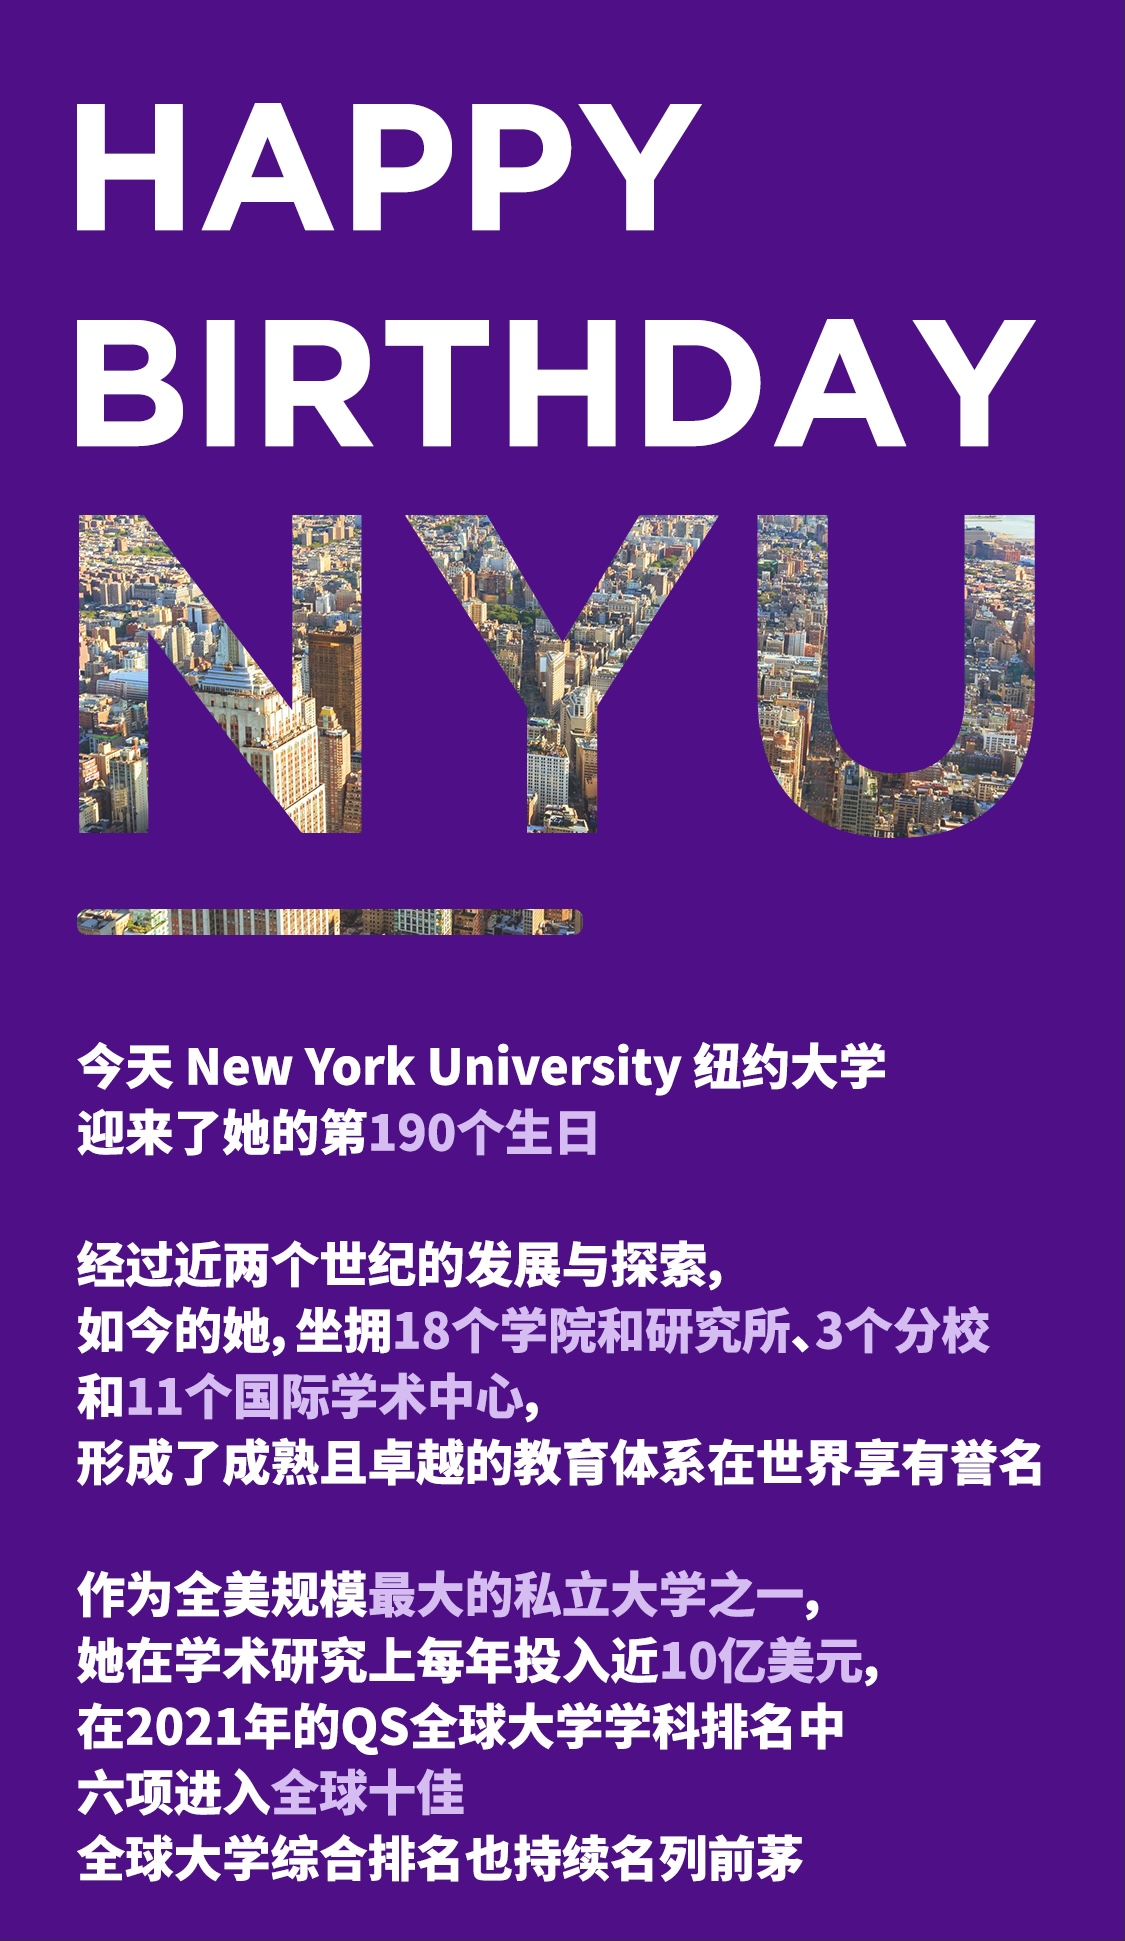 HAPPY
BIRTHDAY
NYU
今天 New York University 纽约大学
迎来了她的第190个生日
经过近两个世纪的发展与探索，
如今的她，坐拥18个学院和研究所、3个分校
和11个国际学术中心，
形成了成熟且卓越的教育体系在世界享有誉名
作为全美规模最大的私立大学之一，
她在学术研究上每年投入近10亿美元，
在2021年的QS全球大学学科排名中
六项进入全球十佳
全球大学综合排名也持续名列前茅